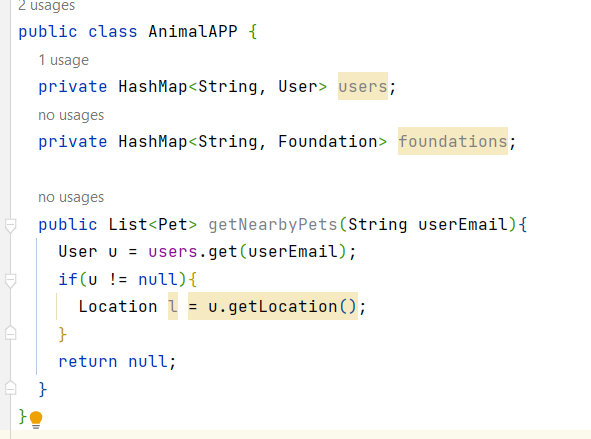 2 usages
public class AnimalAPP {
1 usage
private HashMap<String, User> users;
no usages
private HashMap<String, Foundation> foundations;
no usages
public List<Pet> getNearbyPets(String userEmail){
User u = users.get(userEmail);
if(u != null){
Location l = u.getLocation();
}
return null;
}
}